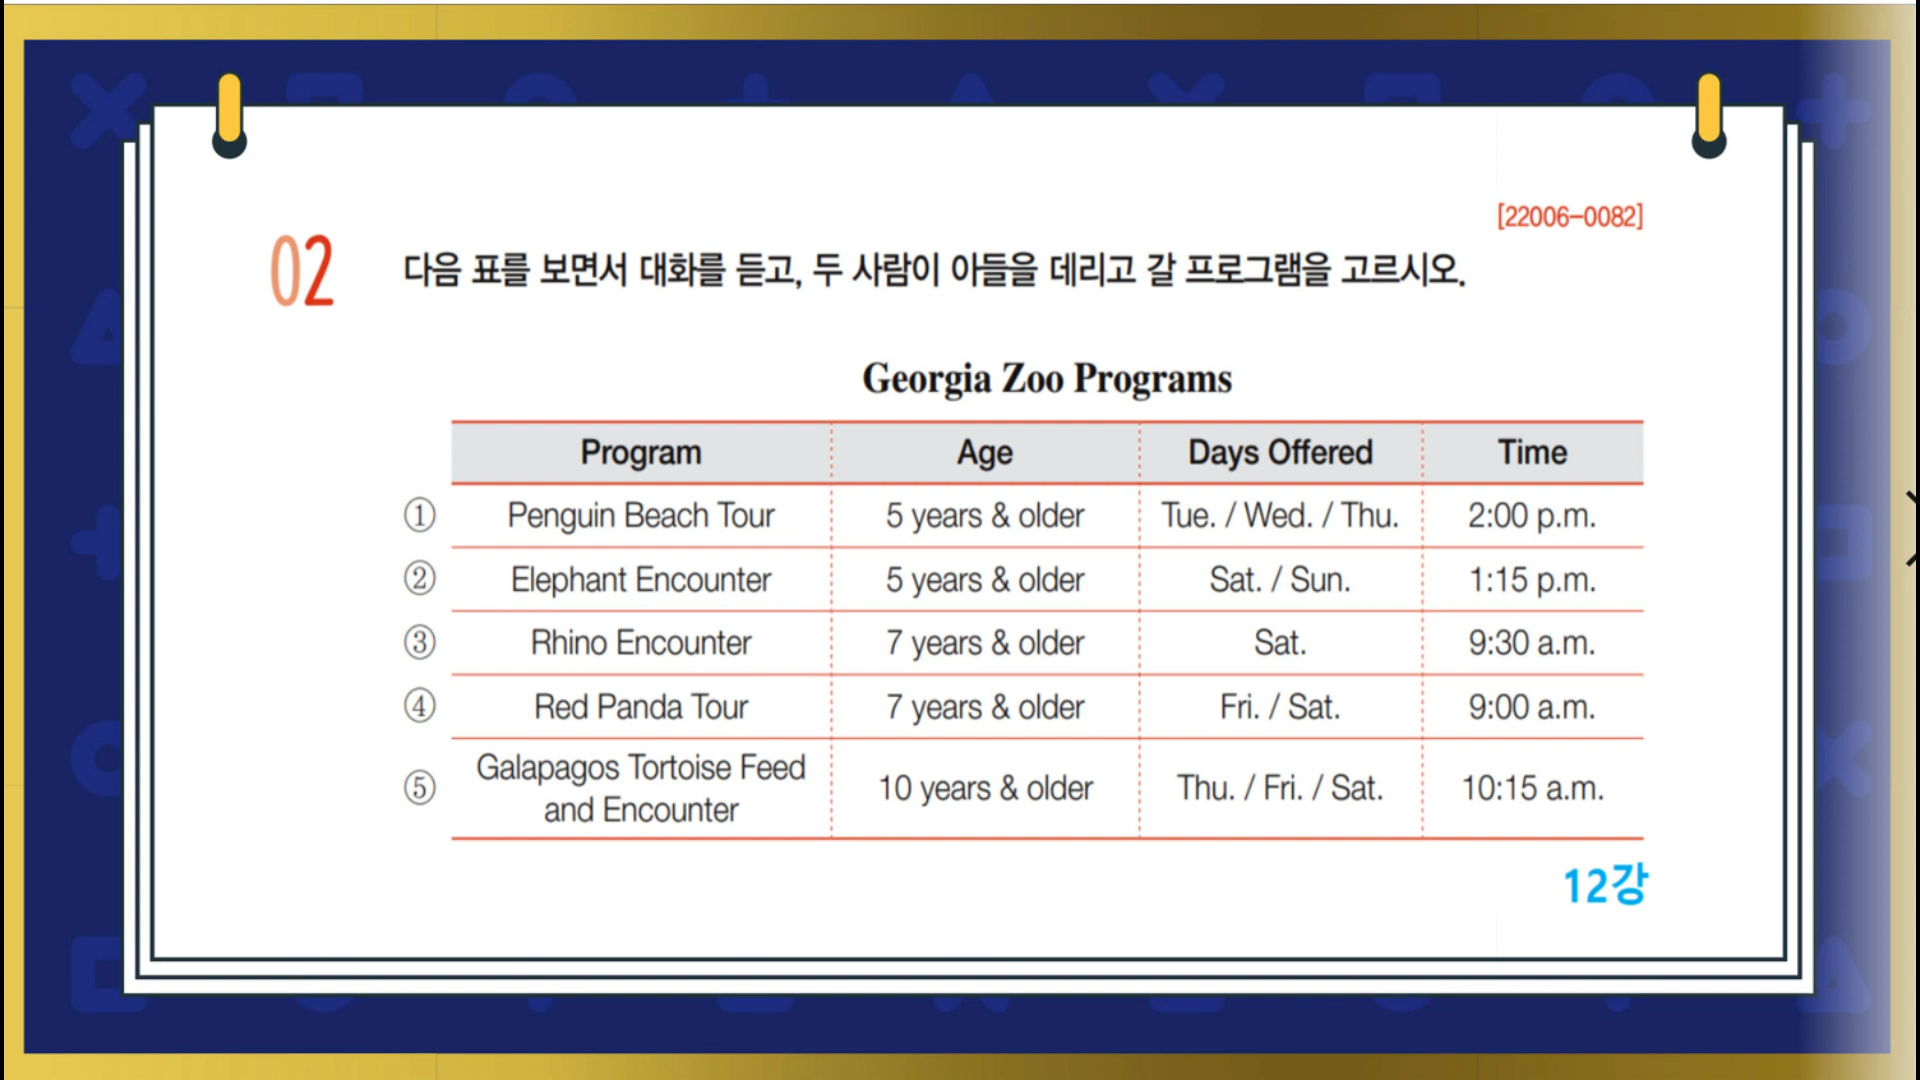 [22006-0082]
02 다음 표를 보면서 대화를 듣고, 두 사람이 아들을 데리고 갈 프로그램을 고르시오.
Georgia Zoo Programs
Program Age Days Offered Time
① Penguin Beach Tour 5 years & older Tue. / Wed. / Thu. 2:00 p.m.
② Elephant Encounter 5 years & older Sat. / Sun. 1:15 p.m.
③ Rhino Encounter 7 years & older Sat. 9:30 a.m.
④ Red Panda Tour 7 years & older Fri. / Sat. 9:00 a.m.
⑤ Galapagos Tortoise Feed
and Encounter 10 years & older Thu. / Fri. / Sat. 10:15 a.m.
12강